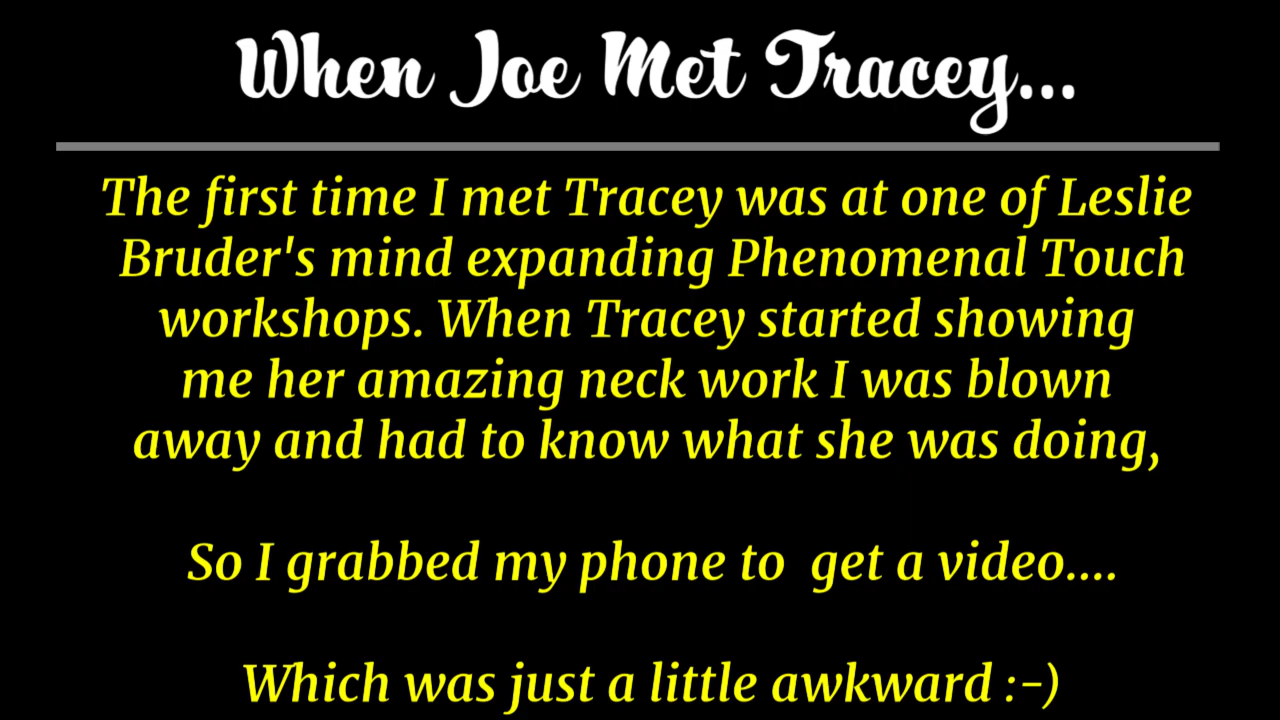 When Joe Met Tracey...
The first time I met Tracey was at one of Leslie
Bruder's mind expanding Phenomenal Touch
workshops. When Tracey started showing
me her amazing neck work I was blown
away and had to know what she was doing,
So I grabbed my phone to  get a video....
Which was just a little awkward :-)